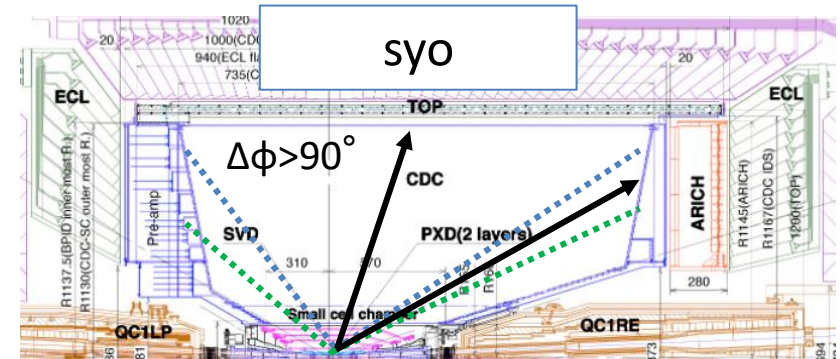 1020
20
1000(CDC
940(ECL fla
735(C
syo
20
ECL
TOP
ECL
Δϕ>90°
CDC
Pre-amp
ARICH
SVD
PXD(2 layers)
310
570
280
R1137.5(BPID inner most R.)
R1130(CDC-SC outer most R.)
R1145(ARICH)
R1167(CDC IDS)
1200(TOP)
Small cell chamber
QC1LP
QC1RE